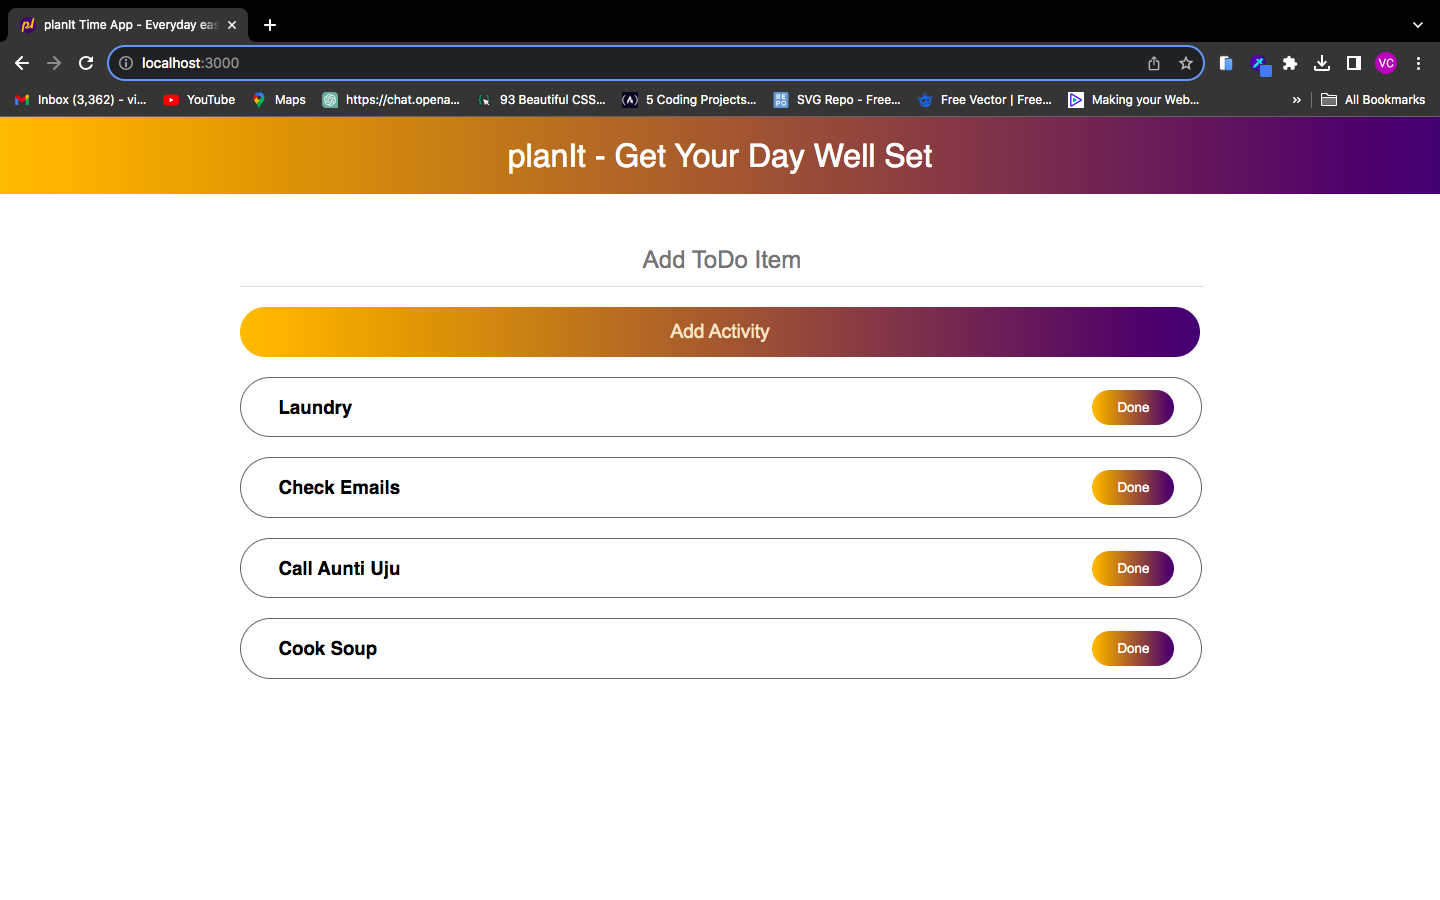 planIt Time App - Everyday eas
localhost:3000
VC
Inbox (3,362) - vi...
YouTube
Maps
https://chat.opena...
93 Beautiful CSS...
5 Coding Projects...
SVG Repo - Free...
Free Vector | Free...
Making your Web...
»
All Bookmarks
planIt - Get Your Day Well Set
Add ToDo Item
Add Activity
Laundry
Done
Check Emails
Done
Call Aunti Uju
Done
Cook Soup
Done